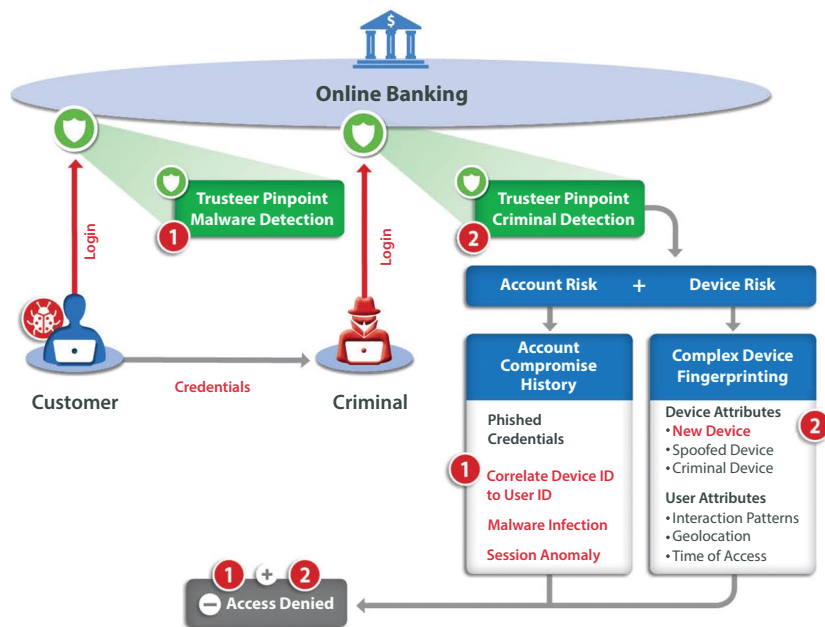 $
Online Banking
Trusteer Pinpoint
Malware Detection
1
Trusteer Pinpoint
Criminal Detection
2
Login
Login
Account Risk + Device Risk
Customer
Credentials
Criminal
Account
Compromise
History
Phished
Credentials
1
Correlate Device ID
to User ID
Malware Infection
Session Anomaly
Complex Device
Fingerprinting
Device Attributes
2
• New Device
• Spoofed Device
• Criminal Device
User Attributes
• Interaction Patterns
• Geolocation
• Time of Access
1 + 2
Access Denied